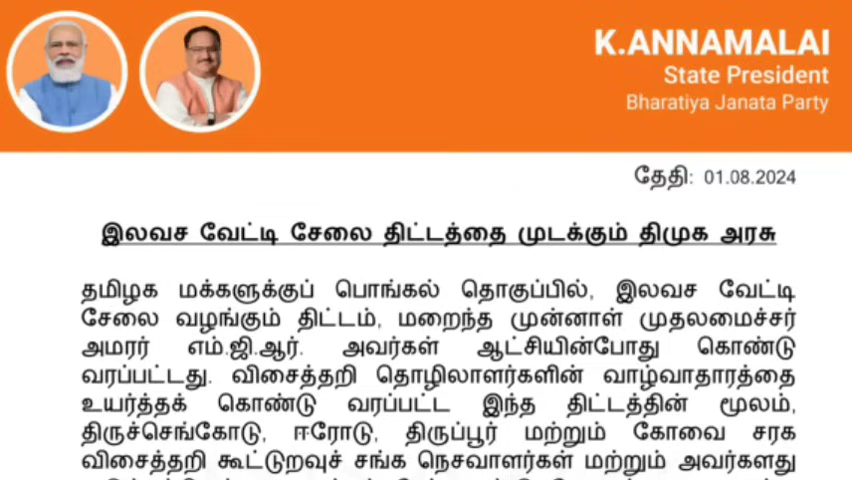 K.ANNAMALAI
State President
Bharatiya Janata Party
தேதி: 01.08.2024
இலவச வேட்டி சேலை திட்டத்தை முடக்கும் திமுக அரசு
தமிழக மக்களுக்குப் பொங்கல் தொகுப்பில், இலவச வேட்டி
சேலை வழங்கும் திட்டம், மறைந்த முன்னாள் முதலமைச்சர்
அமரர் எம்.ஜி.ஆர். அவர்கள் ஆட்சியின்போது கொண்டு
வரப்பட்டது. விசைத்தறி தொழிலாளர்களின் வாழ்வாதாரத்தை
உயர்த்தக் கொண்டு வரப்பட்ட இந்த திட்டத்தின் மூலம்,
திருச்செங்கோடு, ஈரோடு, திருப்பூர் மற்றும் கோவை சரக
விசைத்தறி கூட்டுறவுச் சங்க நெசவாளர்கள் மற்றும் அவர்களது